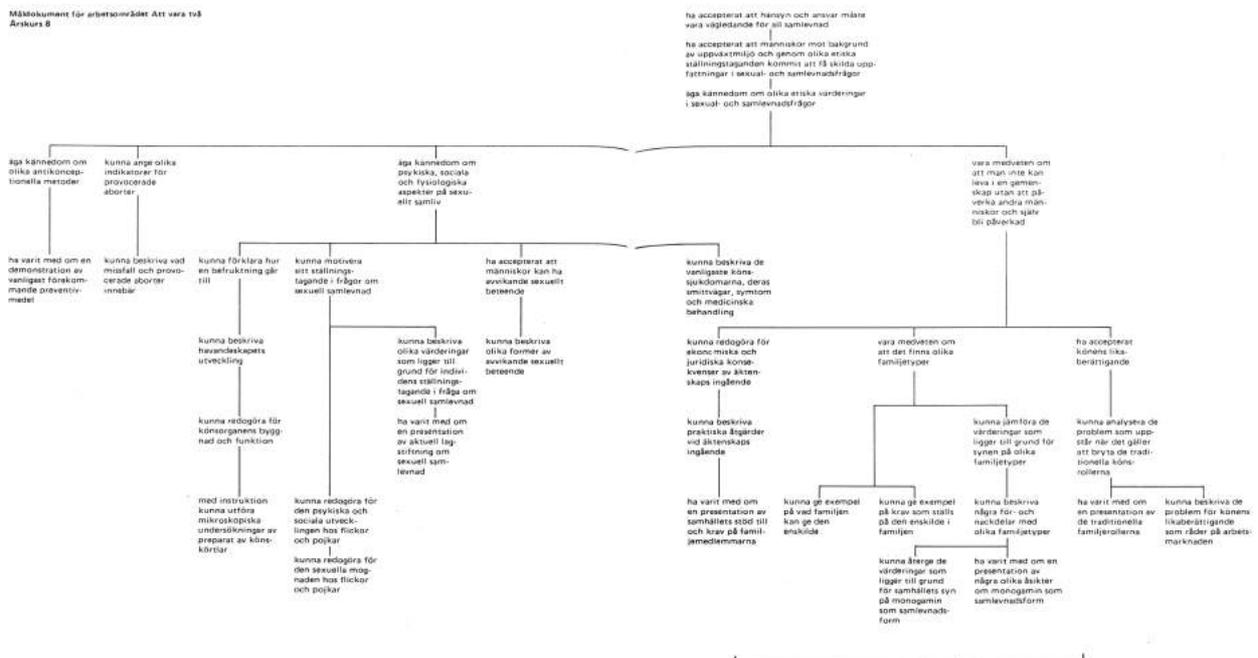 Måldokument för arbetsområdet Att vara två
Årskurs 8
ha accepterat att hänsyn och ansvar måste
vara vägledande för all samlevnad
ha accepterat att människor mot bakgrund
av uppväxtmiljö och genom olika etiska
ställningstaganden kommit att få skilda upp-
fattningar i sexual- och samlevnadsfrågor
äga kännedom om olika etiska värderingar
i sexual- och samlevnadsfrågor
äga kännedom om
olika antikoncep-
tionella metoder
kunna ange olika
indikatorer för
provocerade
aborter
äga kännedom om
psykiska, sociala
och fysiologiska
aspekter på sexu-
ellt samliv
vara medveten om
att man inte kan
leva i en gemen-
skap utan att på-
verka andra män-
niskor och själv
bli påverkad
ha varit med om en
demonstration av
vanligast förekom-
mande preventiv-
medel
kunna beskriva vad
missfall och provo-
cerade aborter
innebär
kunna förklara hur
en befruktning går
till
kunna motivera
sitt ställnings-
tagande i frågor om
sexuell samlevnad
ha accepterat att
människor kan ha
avvikande sexuellt
beteende
kunna beskriva de
vanligaste köns-
sjukdomarna, deras
smittvägar, symtom
och medicinska
behandling
kunna beskriva
havandeskapets
utveckling
kunna beskriva
olika värderingar
som ligger till
grund för indivi-
dens ställnings-
tagande i fråga om
sexuell samlevnad
kunna beskriva
olika former av
avvikande sexuellt
beteende
kunna redogöra för
ekonomiska och
juridiska konse-
kvenser av äkten-
skaps ingående
vara medveten om
att det finns olika
familjetyper
ha accepterat
könens lika-
berättigande
kunna redogöra för
könsorganens bygg-
nad och funktion
ha varit med om
en presentation
av aktuell lag-
stiftning om
sexuell sam-
levnad
kunna beskriva
praktiska åtgärder
vid äktenskaps
ingående
kunna jämföra de
värderingar som
ligger till grund för
synen på olika
familjetyper
kunna analysera de
problem som upp-
står när det gäller
att bryta de tradi-
tionella köns-
rollerna
med instruktion
kunna utföra
mikroskopiska
undersökningar av
preparat av köns-
körtlar
kunna redogöra för
den psykiska och
sociala utveck-
lingen hos flickor
och pojkar
kunna redogöra för
den sexuella mog-
naden hos flickor
och pojkar
ha varit med om
en presentation av
samhällets stöd till
och krav på famil-
jemedlemmarna
kunna ge exempel
på vad familjen
kan ge den
enskilde
kunna ge exempel
på krav som ställs
på den enskilde i
familjen
kunna beskriva
några för- och
nackdelar med
olika familjetyper
ha varit med om
en presentation av
de traditionella
familjerollerna
kunna beskriva de
problem för könens
likaberättigande
som råder på arbets-
marknaden
kunna återge de
värderingar som
ligger till grund
för samhällets syn
på monogamin
som samlevnads-
form
ha varit med om en
presentation av
några olika åsikter
om monogamin som
samlevnadsform